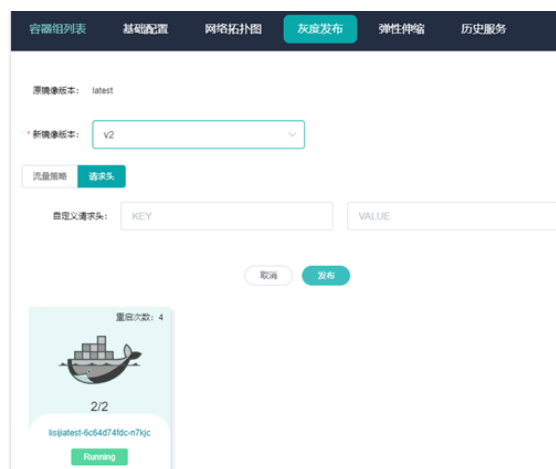 容器组列表 基础配置 网络拓扑图 灰度发布 弹性伸缩 历史服务
原镜像版本： latest
* 新镜像版本： v2
流量策略 请求头
自定义请求头： KEY VALUE
取消 发布
重启次数：4
2/2
lisijiatest-6c64d74fdc-n7kjc
Running